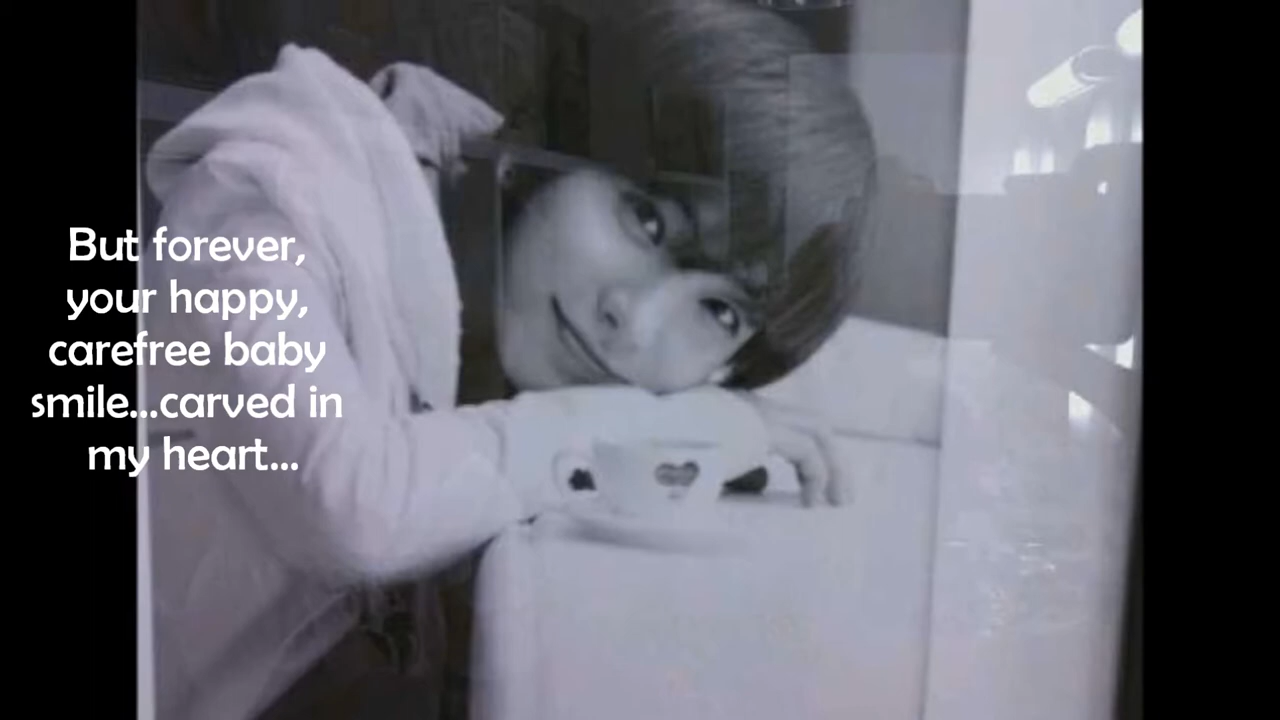 But forever,
your happy,
carefree baby
smile...carved in
my heart...